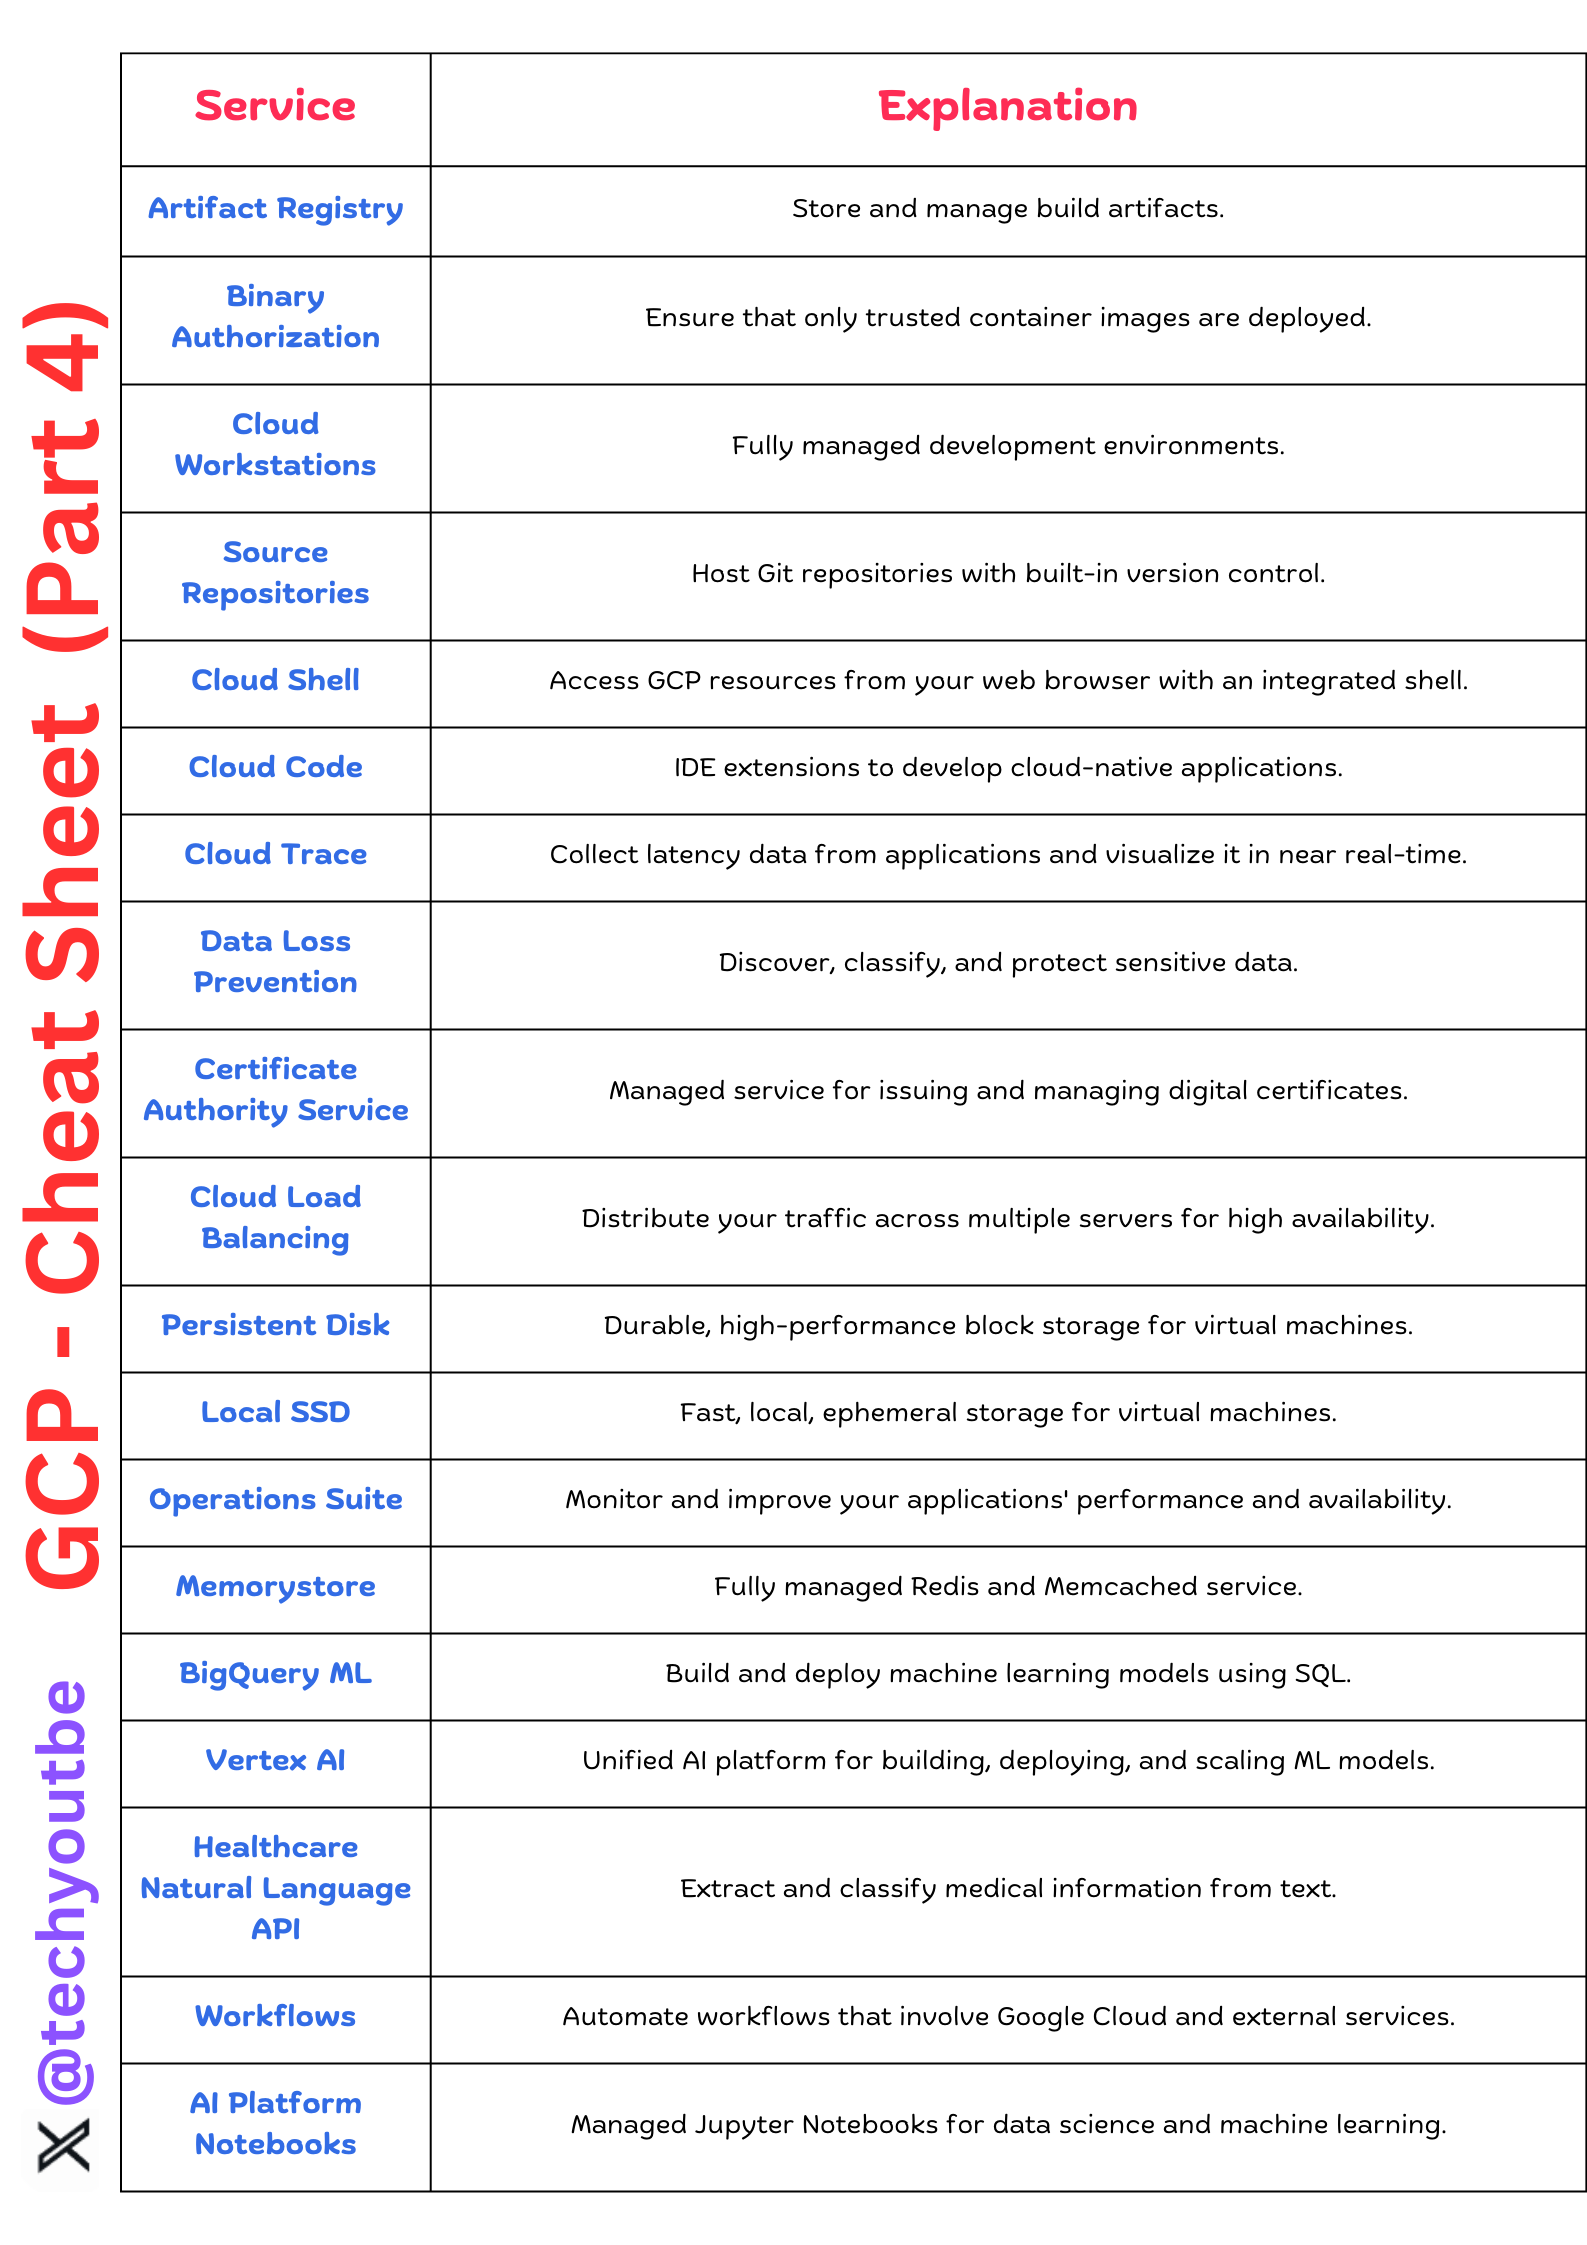 GCP - Cheat Sheet (Part 4)
@techyoutbe
Service
Explanation
Artifact Registry
Store and manage build artifacts.
Binary
Authorization
Ensure that only trusted container images are deployed.
Cloud
Workstations
Fully managed development environments.
Source
Repositories
Host Git repositories with built-in version control.
Cloud Shell
Access GCP resources from your web browser with an integrated shell.
Cloud Code
IDE extensions to develop cloud-native applications.
Cloud Trace
Collect latency data from applications and visualize it in near real-time.
Data Loss
Prevention
Discover, classify, and protect sensitive data.
Certificate
Authority Service
Managed service for issuing and managing digital certificates.
Cloud Load
Balancing
Distribute your traffic across multiple servers for high availability.
Persistent Disk
Durable, high-performance block storage for virtual machines.
Local SSD
Fast, local, ephemeral storage for virtual machines.
Operations Suite
Monitor and improve your applications' performance and availability.
Memorystore
Fully managed Redis and Memcached service.
BigQuery ML
Build and deploy machine learning models using SQL.
Vertex AI
Unified AI platform for building, deploying, and scaling ML models.
Healthcare
Natural Language
API
Extract and classify medical information from text.
Workflows
Automate workflows that involve Google Cloud and external services.
AI Platform
Notebooks
Managed Jupyter Notebooks for data science and machine learning.